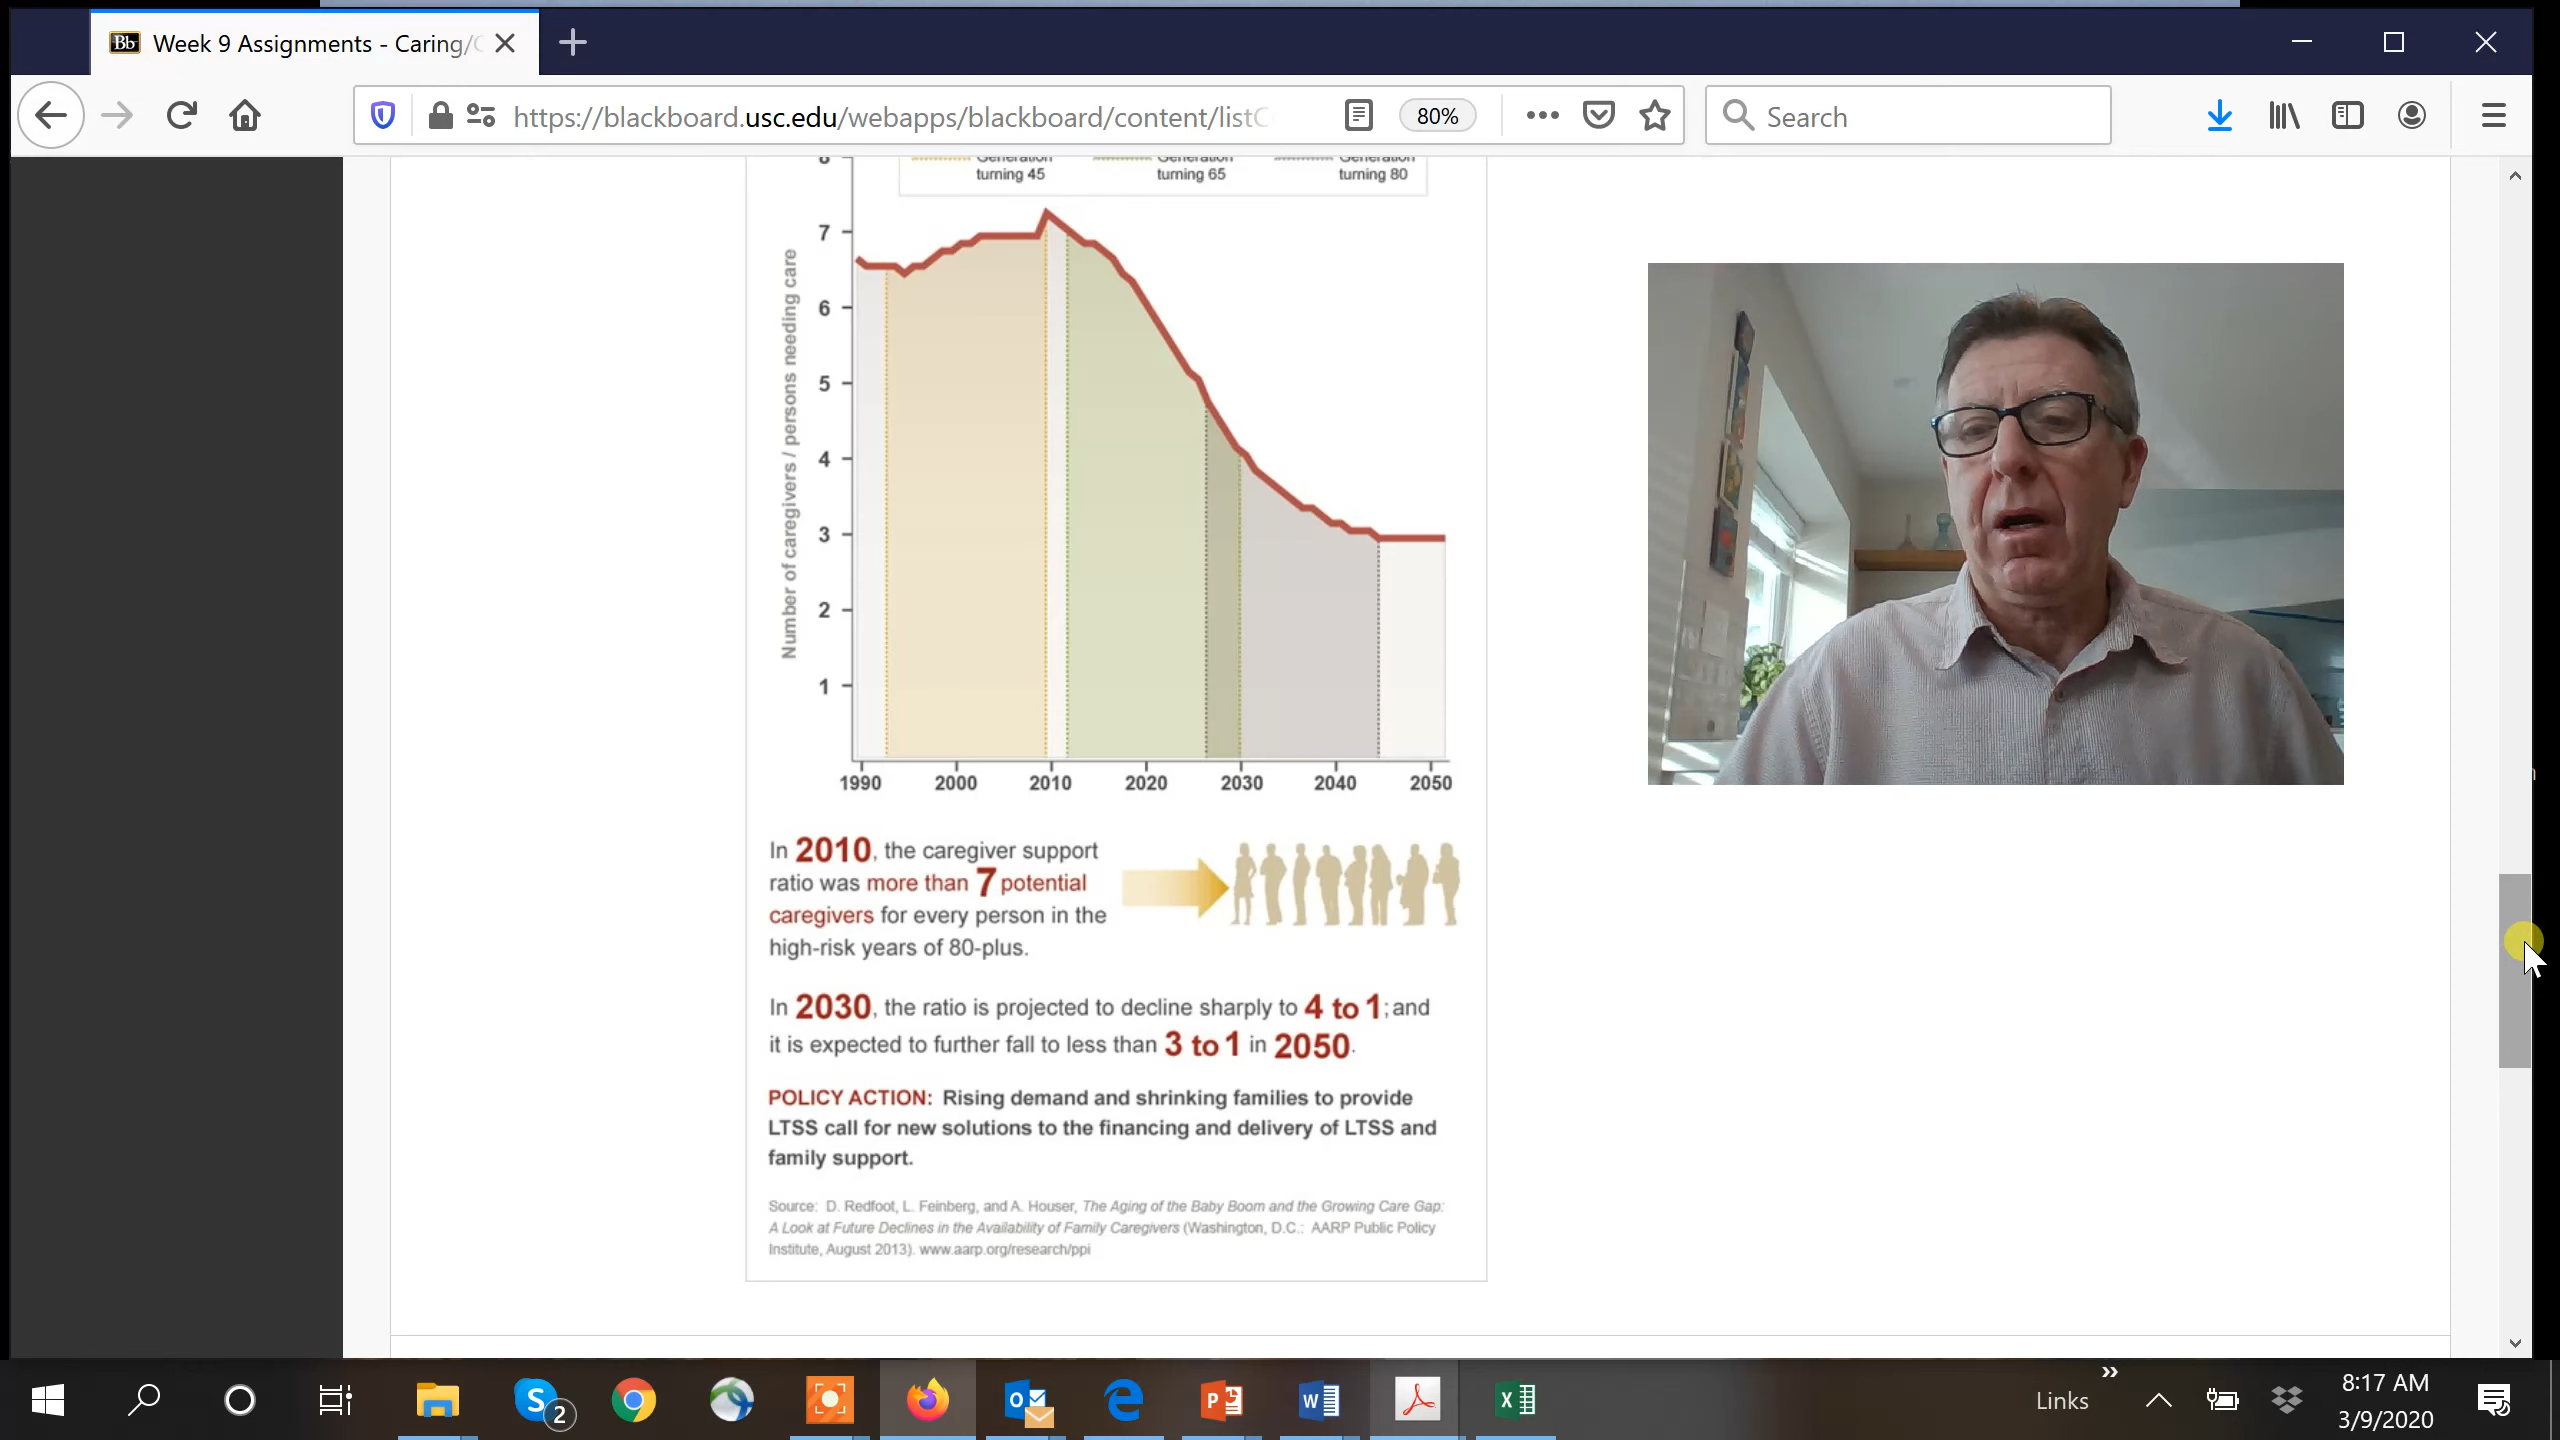 Bb Week 9 Assignments - Caring/
https://blackboard.usc.edu/webapps/blackboard/content/list
80%
Search
8
Generation turning 45
Generation turning 65
Generation turning 80
7
6
5
4
3
2
1
Number of caregivers / persons needing care
1990 2000 2010 2020 2030 2040 2050
In 2010, the caregiver support
ratio was more than 7 potential
caregivers for every person in the
high-risk years of 80-plus.
In 2030, the ratio is projected to decline sharply to 4 to 1; and
it is expected to further fall to less than 3 to 1 in 2050.
POLICY ACTION: Rising demand and shrinking families to provide
LTSS call for new solutions to the financing and delivery of LTSS and
family support.
Source: D. Redfoot, L. Feinberg, and A. Houser, The Aging of the Baby Boom and the Growing Care Gap:
A Look at Future Declines in the Availability of Family Caregivers (Washington, D.C.: AARP Public Policy
Institute, August 2013). www.aarp.org/research/ppi
S 2
O
P
W
X
Links
8:17 AM
3/9/2020